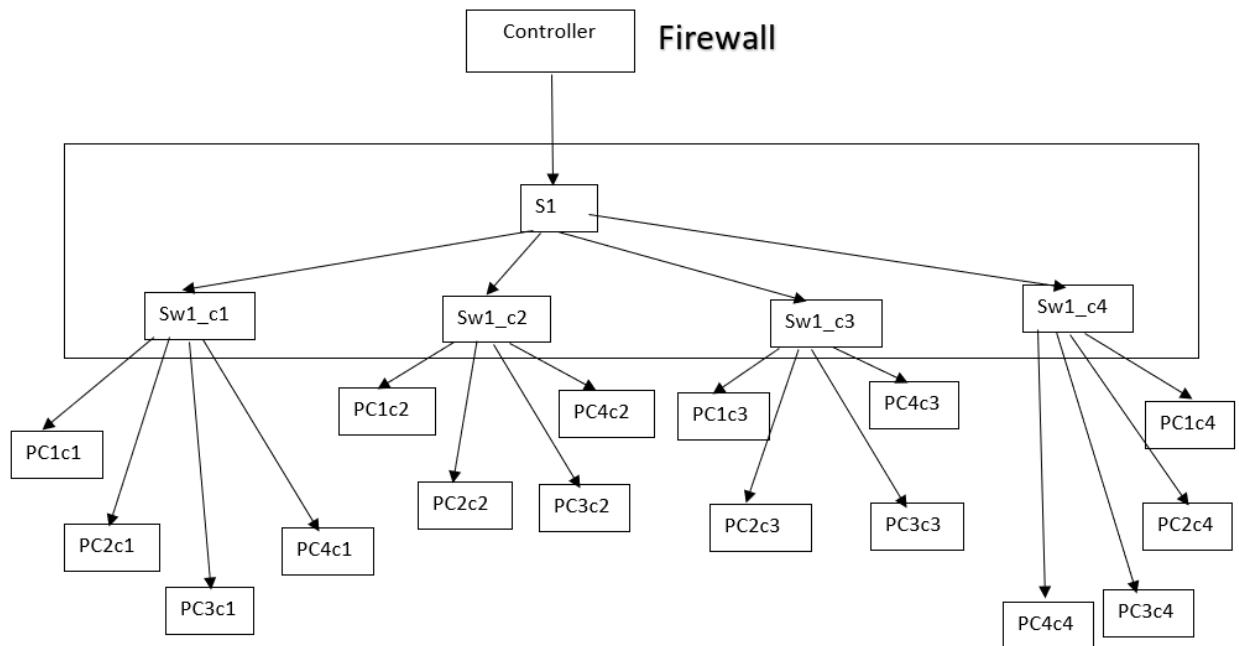 Controller
Firewall
S1
Sw1_c1
Sw1_c2
Sw1_c3
Sw1_c4
PC1c1
PC2c1
PC3c1
PC4c1
PC1c2
PC2c2
PC3c2
PC4c2
PC1c3
PC2c3
PC3c3
PC4c3
PC4c4
PC3c4
PC2c4
PC1c4